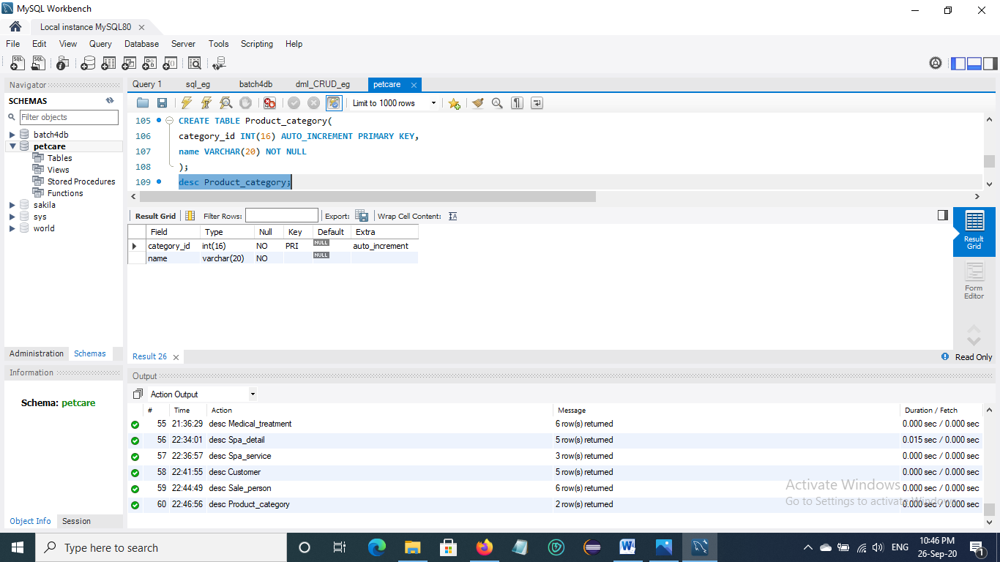 MySQL Workbench
Local instance MySQL80
File Edit View Query Database Server Tools Scripting Help
Navigator
SCHEMAS
Filter objects
batch4db
petcare
Tables
Views
Stored Procedures
Functions
sakila
sys
world
Administration Schemas
Information
Schema: petcare
Object Info Session
Query 1 sql_eg batch4db dml_CRUD_eg petcare
Limit to 1000 rows
105 CREATE TABLE Product_category(
106 category_id INT(16) AUTO_INCREMENT PRIMARY KEY,
107 name VARCHAR(20) NOT NULL
108 );
109 desc Product_category;
Result Grid Filter Rows: Export: Wrap Cell Content:
Field Type Null Key Default Extra
category_id int(16) NO PRI NULL auto_increment
name varchar(20) NO NULL
Result Grid
Form Editor
Result 26
Read Only
Output
Action Output
# Time Action Message Duration / Fetch
55 21:36:29 desc Medical_treatment 6 row(s) returned 0.000 sec / 0.000 sec
56 22:34:01 desc Spa_detail 5 row(s) returned 0.015 sec / 0.000 sec
57 22:36:57 desc Spa_service 3 row(s) returned 0.000 sec / 0.000 sec
58 22:41:55 desc Customer 5 row(s) returned 0.000 sec / 0.000 sec
59 22:44:49 desc Sale_person 6 row(s) returned 0.000 sec / 0.000 sec
60 22:46:56 desc Product_category 2 row(s) returned 0.000 sec / 0.000 sec
Activate Windows
Go to Settings to activate Windows.
Type here to search
ENG
10:46 PM
26-Sep-20
1